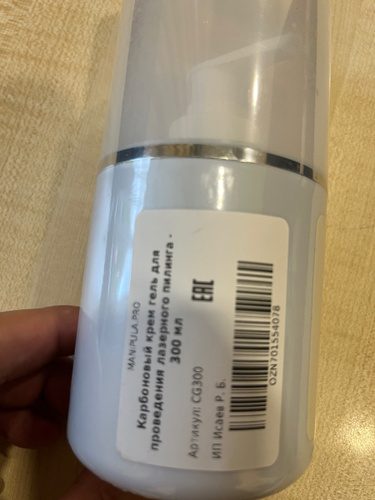 MANIPULA.PRO
Карбоновый крем гель для
проведения лазерного пилинга -
300 мл
Артикул: CG300
ИП Исаев Р. Б.
EAC
OZN701554078